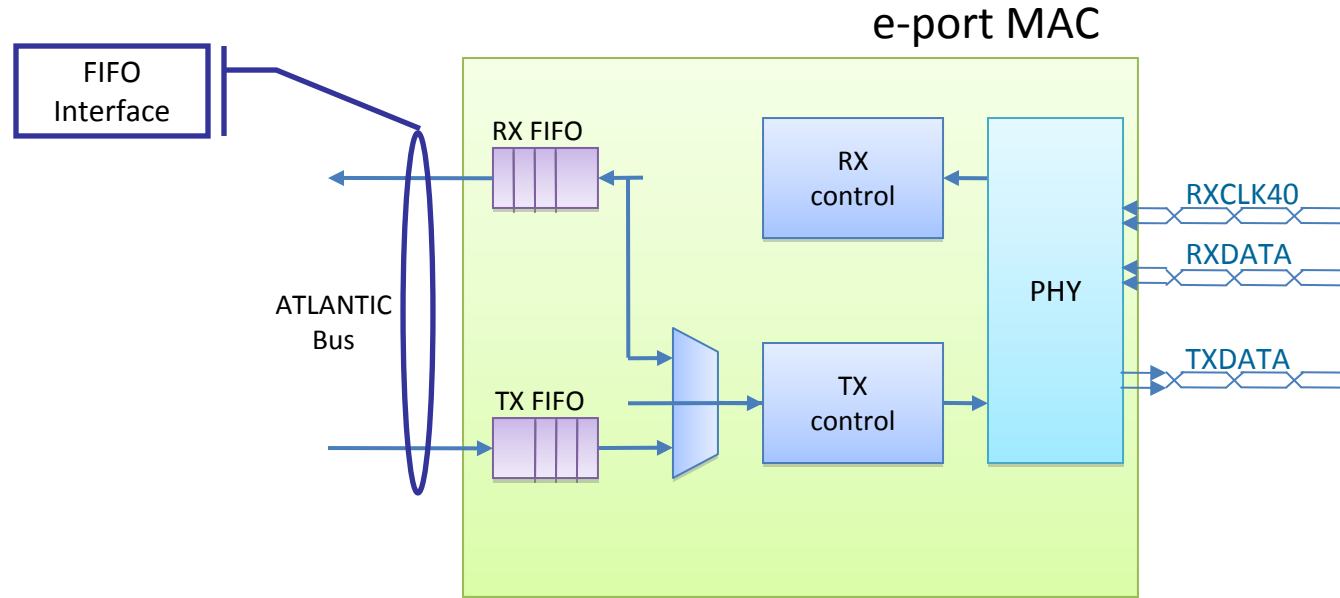 e-port MAC
FIFO
Interface
RX FIFO
RX
control
RXCLK40
RXDATA
PHY
ATLANTIC
Bus
TX FIFO
TX
control
TXDATA